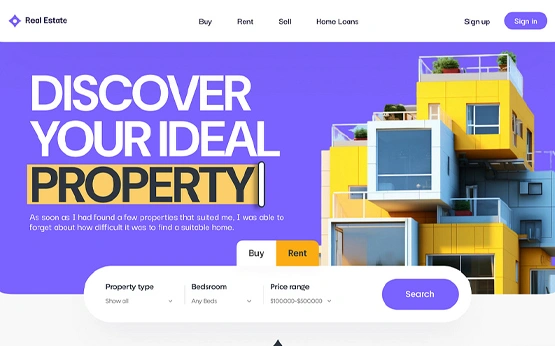 Real Estate
Buy Rent Sell Home Loans
Sign up Sign in
DISCOVER
YOUR IDEAL
PROPERTY
As soon as I had found a few properties that suited me, I was able to
forget about how difficult it was to find a suitable home.
Buy Rent
Property type Bedsroom Price range
Show all Any Beds $100000-$500000
Search